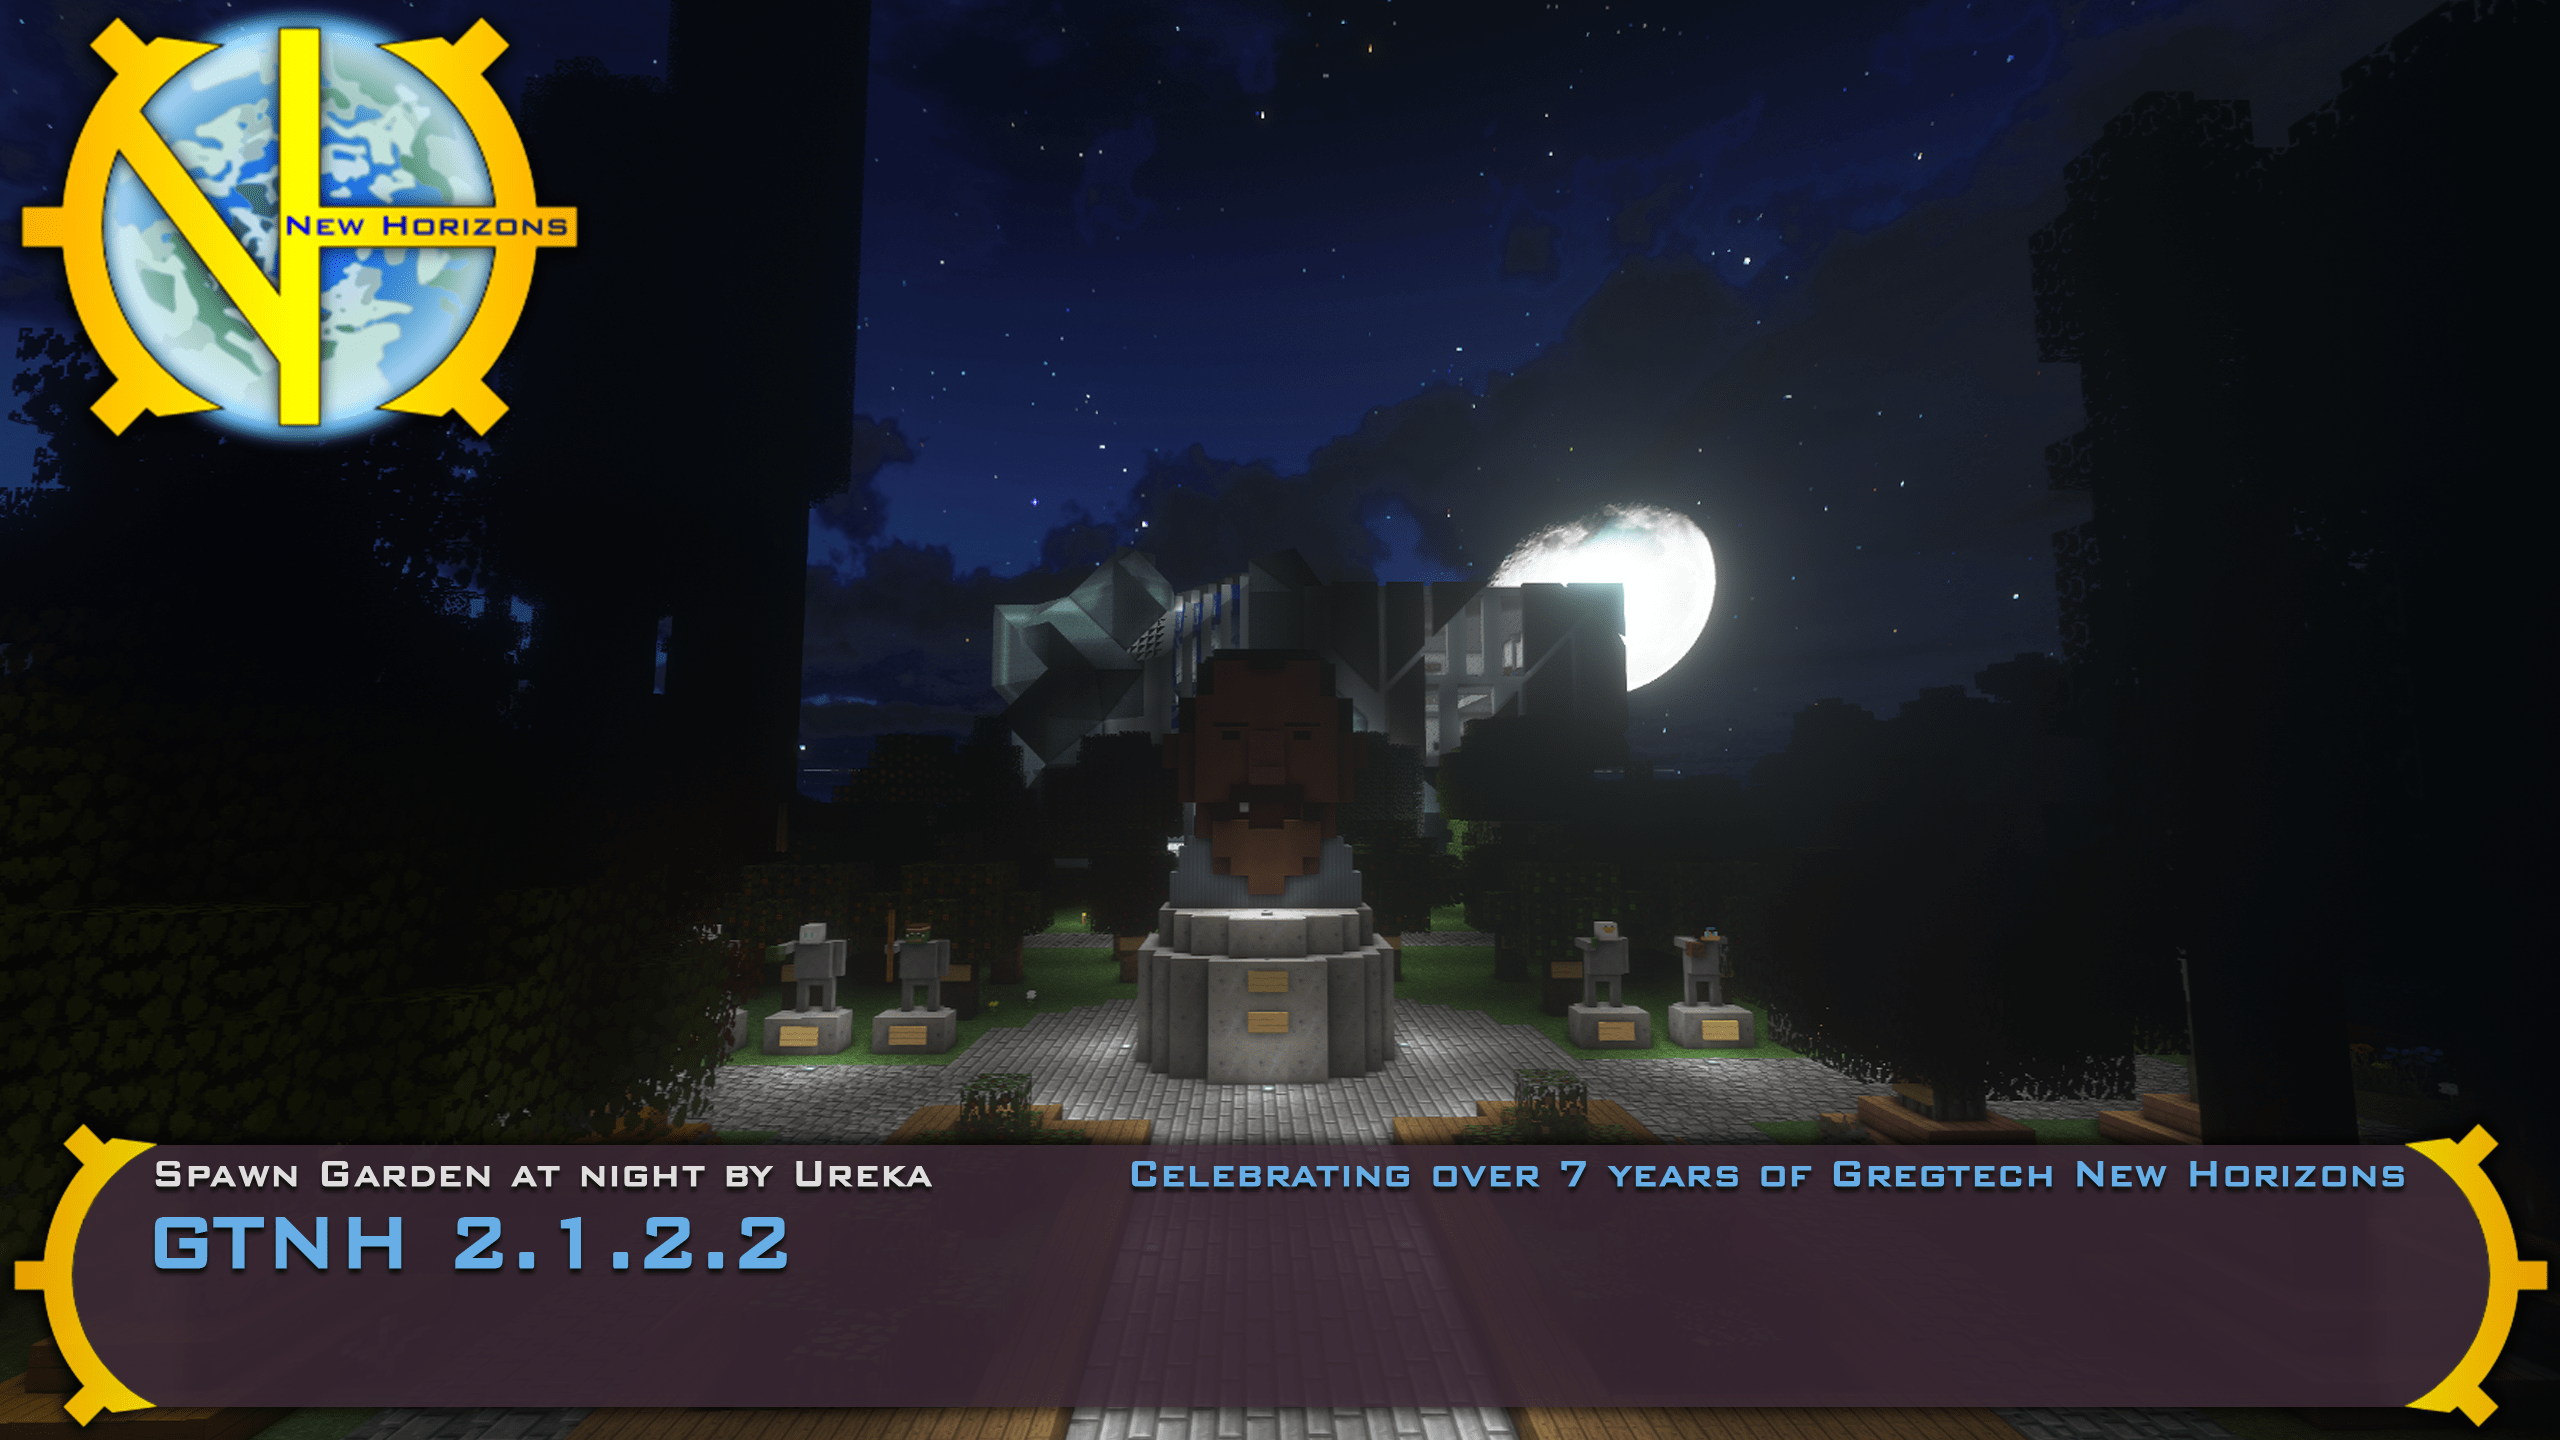 New Horizons
Spawn Garden at night by Ureka
Celebrating over 7 years of Gregtech New Horizons
GTNH 2.1.2.2